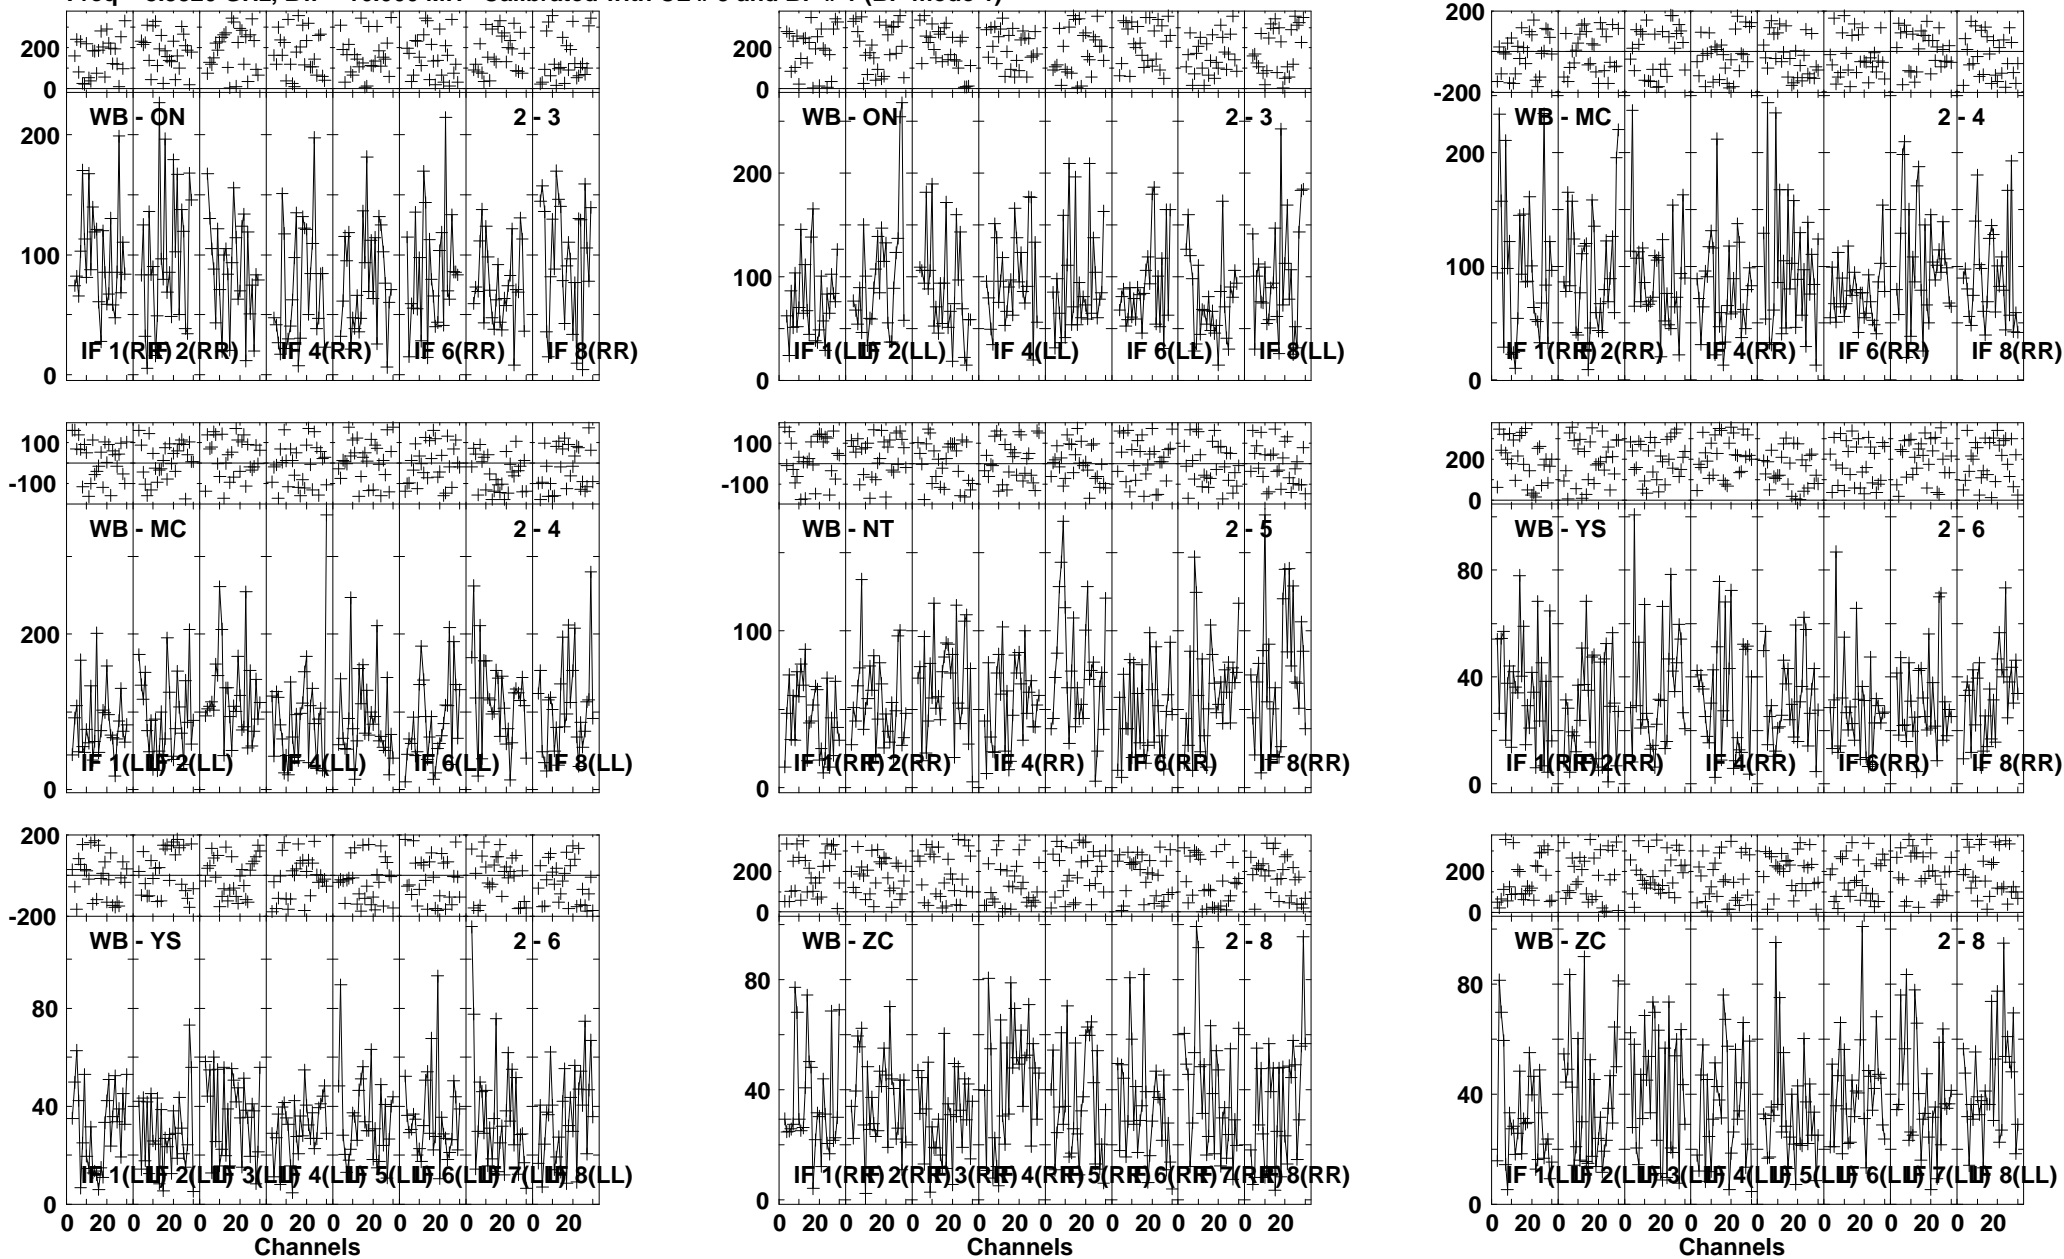 200
0
WB - ON
2 - 3
200
100
0
IF 1(RR)
IF 2(RR)
IF 4(RR)
IF 6(RR)
IF 8(RR)
200
0
WB - ON
2 - 3
200
100
0
IF 1(LL)
IF 2(LL)
IF 4(LL)
IF 6(LL)
IF 8(LL)
200
-200
WB - MC
2 - 4
200
100
0
IF 1(RR)
IF 2(RR)
IF 4(RR)
IF 6(RR)
IF 8(RR)
100
-100
WB - MC
2 - 4
200
0
IF 1(LL)
IF 2(LL)
IF 4(LL)
IF 6(LL)
IF 8(LL)
100
-100
WB - NT
2 - 5
100
0
IF 1(RR)
IF 2(RR)
IF 4(RR)
IF 6(RR)
IF 8(RR)
200
0
WB - YS
2 - 6
80
40
0
IF 1(RR)
IF 2(RR)
IF 4(RR)
IF 6(RR)
IF 8(RR)
200
0
-200
WB - YS
2 - 6
80
40
0
IF 1(LL)
IF 2(LL)
IF 3(LL)
IF 4(LL)
IF 5(LL)
IF 6(LL)
IF 7(LL)
IF 8(LL)
0 20 0 20 0 20 0 20 0 20 0 20 0 20 0 20
Channels
200
0
WB - ZC
2 - 8
80
40
0
IF 1(RR)
IF 2(RR)
IF 3(RR)
IF 4(RR)
IF 5(RR)
IF 6(RR)
IF 7(RR)
IF 8(RR)
0 20 0 20 0 20 0 20 0 20 0 20 0 20 0 20
Channels
200
0
WB - ZC
2 - 8
80
40
0
IF 1(LL)
IF 2(LL)
IF 3(LL)
IF 4(LL)
IF 5(LL)
IF 6(LL)
IF 7(LL)
IF 8(LL)
0 20 0 20 0 20 0 20 0 20 0 20 0 20 0 20
Channels